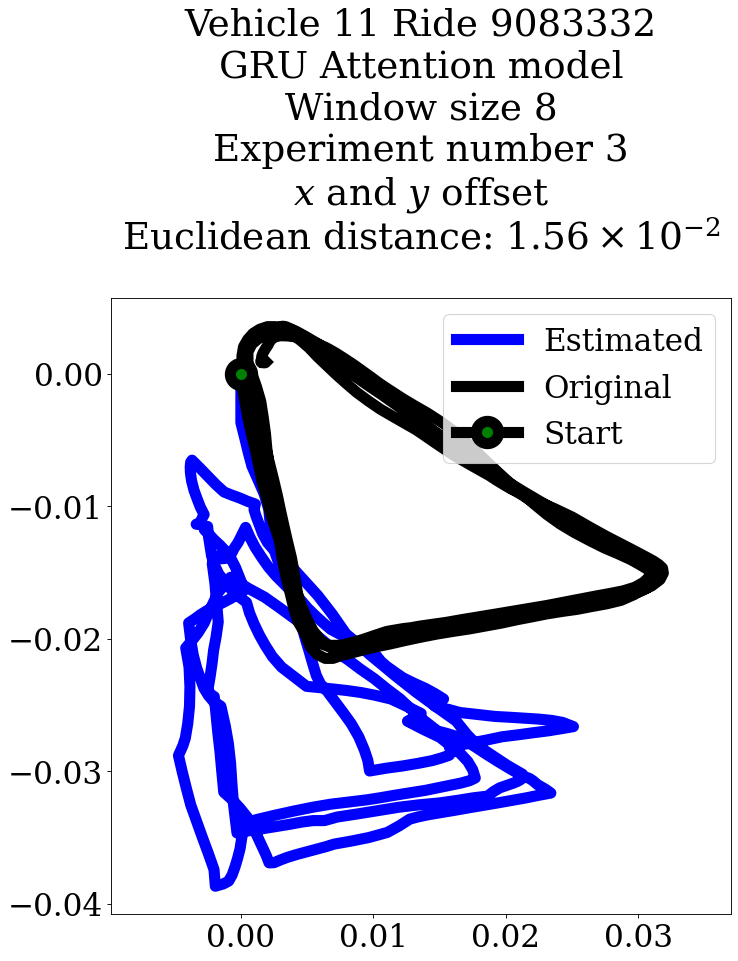 Vehicle 11 Ride 9083332
GRU Attention model
Window size 8
Experiment number 3
x and y offset
Euclidean distance: 1.56 × 10⁻²
Estimated
Original
Start
0.00
−0.01
−0.02
−0.03
−0.04
0.00 0.01 0.02 0.03